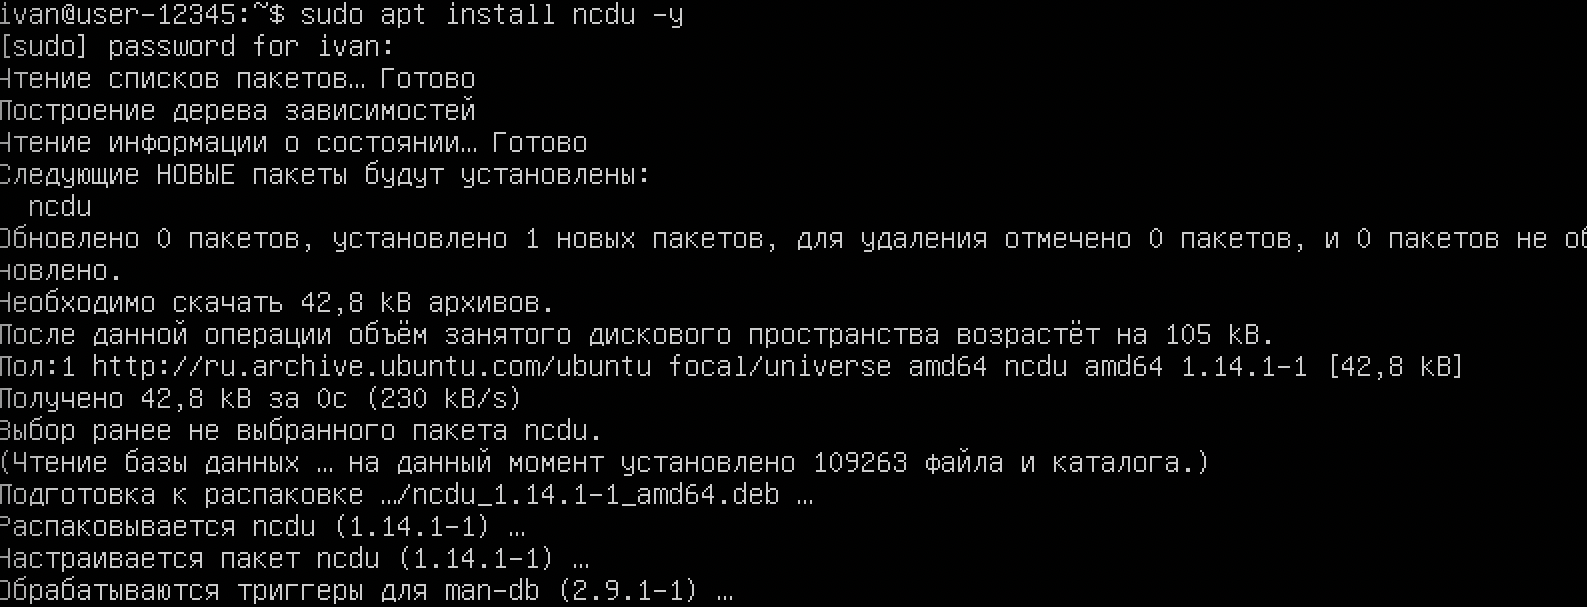 ivan@user-12345:~$ sudo apt install ncdu -y
[sudo] password for ivan:
Чтение списков пакетов… Готово
Построение дерева зависимостей
Чтение информации о состоянии… Готово
Следующие НОВЫЕ пакеты будут установлены:
  ncdu
Обновлено 0 пакетов, установлено 1 новых пакетов, для удаления отмечено 0 пакетов, и 0 пакетов не об
новлено.
Необходимо скачать 42,8 kB архивов.
После данной операции объём занятого дискового пространства возрастёт на 105 kB.
Пол:1 http://ru.archive.ubuntu.com/ubuntu focal/universe amd64 ncdu amd64 1.14.1-1 [42,8 kB]
Получено 42,8 kB за 0с (230 kB/s)
Выбор ранее не выбранного пакета ncdu.
(Чтение базы данных … на данный момент установлено 109263 файла и каталога.)
Подготовка к распаковке …/ncdu_1.14.1-1_amd64.deb …
Распаковывается ncdu (1.14.1-1) …
Настраивается пакет ncdu (1.14.1-1) …
Обрабатываются триггеры для man-db (2.9.1-1) …